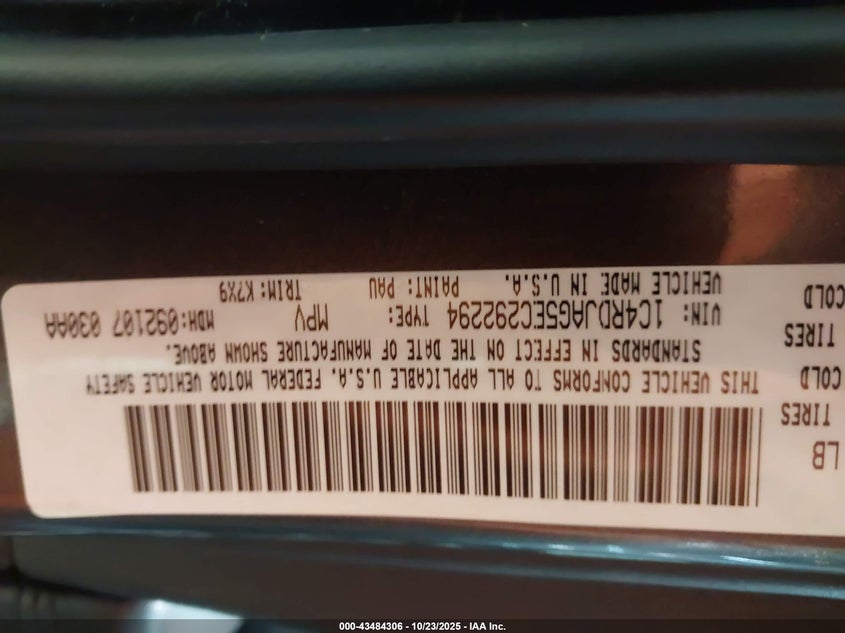 THIS VEHICLE CONFORMS TO ALL APPLICABLE U.S.A. FEDERAL MOTOR VEHICLE SAFETY
STANDARDS IN EFFECT ON THE DATE OF MANUFACTURE SHOWN ABOVE.
VIN: 1C4RDJAG5EC292294 TYPE: MPV MDH:092107 030AA
VEHICLE MADE IN U.S.A. PAINT: PAU TRIM: K7X9
LB
TIRES
COLD
TIRES
COLD
000-43484306 - 10/23/2025 - IAA Inc.